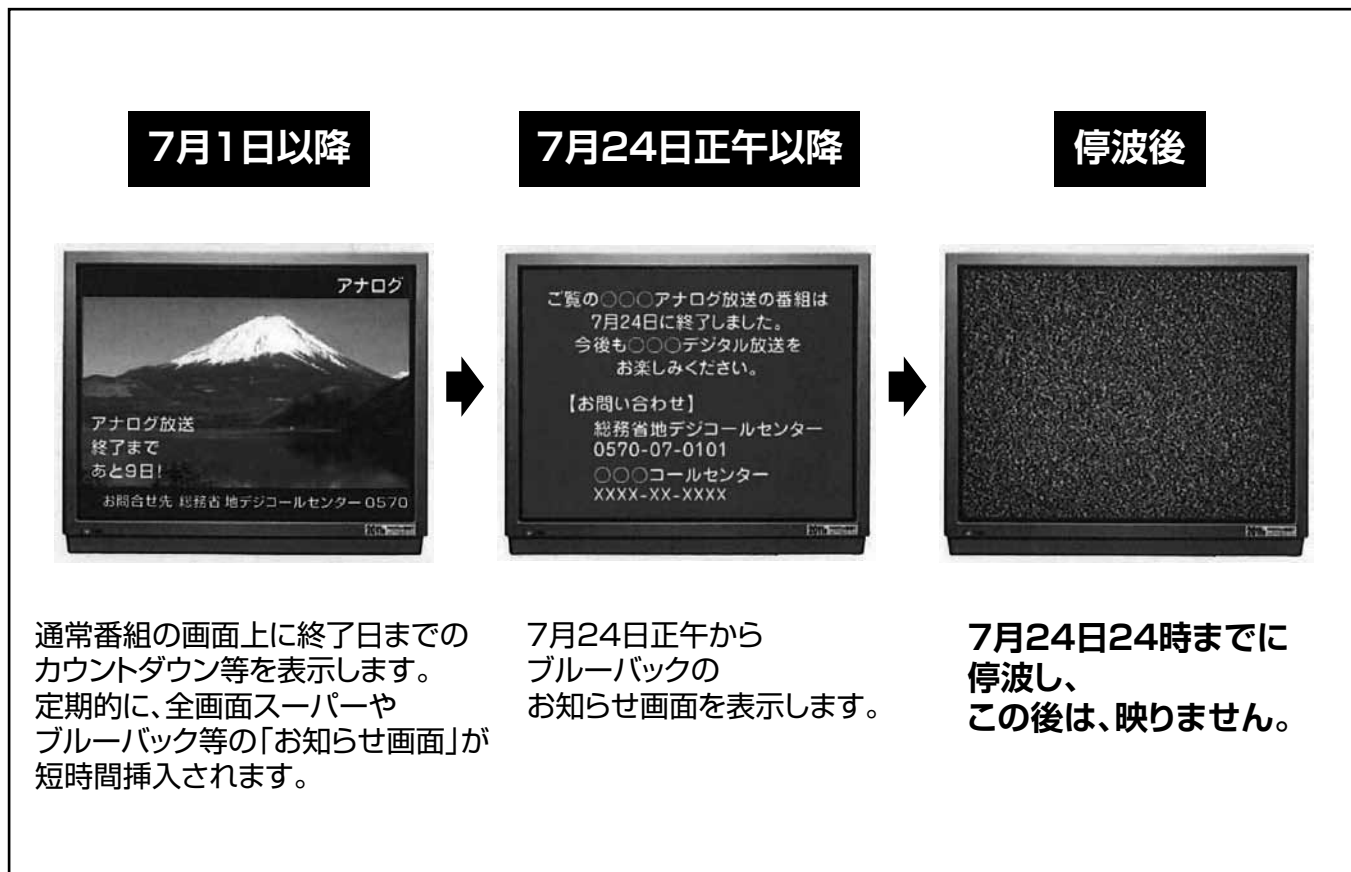 7月1日以降
アナログ
アナログ放送
終了まで
あと9日!
お問合せ先 総務省 地デジコールセンター 0570
通常番組の画面上に終了日までの
カウントダウン等を表示します。
定期的に、全画面スーパーや
ブルーバック等の「お知らせ画面」が
短時間挿入されます。
7月24日正午以降
ご覧の○○○アナログ放送の番組は
7月24日に終了しました。
今後も○○○デジタル放送を
お楽しみください。
【お問い合わせ】
総務省地デジコールセンター
0570-07-0101
○○○コールセンター
XXXX-XX-XXXX
7月24日正午から
ブルーバックの
お知らせ画面を表示します。
停波後
7月24日24時までに
停波し、
この後は、映りません。